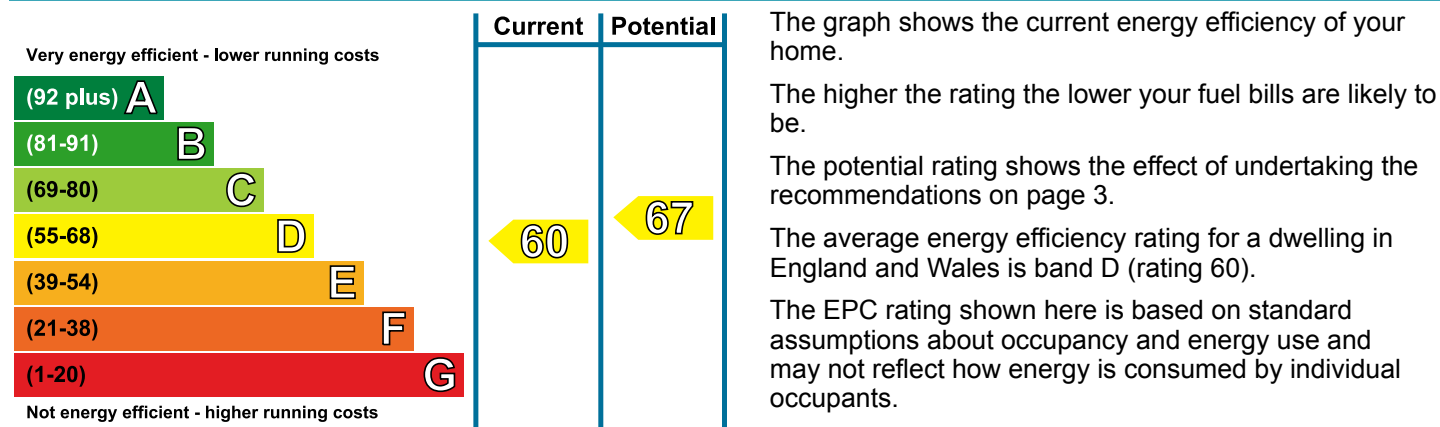 Current Potential
Very energy efficient - lower running costs
(92 plus) A
(81-91) B
(69-80) C
(55-68) D
(39-54) E
(21-38) F
(1-20) G
Not energy efficient - higher running costs
60
67
The graph shows the current energy efficiency of your
home.
The higher the rating the lower your fuel bills are likely to
be.
The potential rating shows the effect of undertaking the
recommendations on page 3.
The average energy efficiency rating for a dwelling in
England and Wales is band D (rating 60).
The EPC rating shown here is based on standard
assumptions about occupancy and energy use and
may not reflect how energy is consumed by individual
occupants.